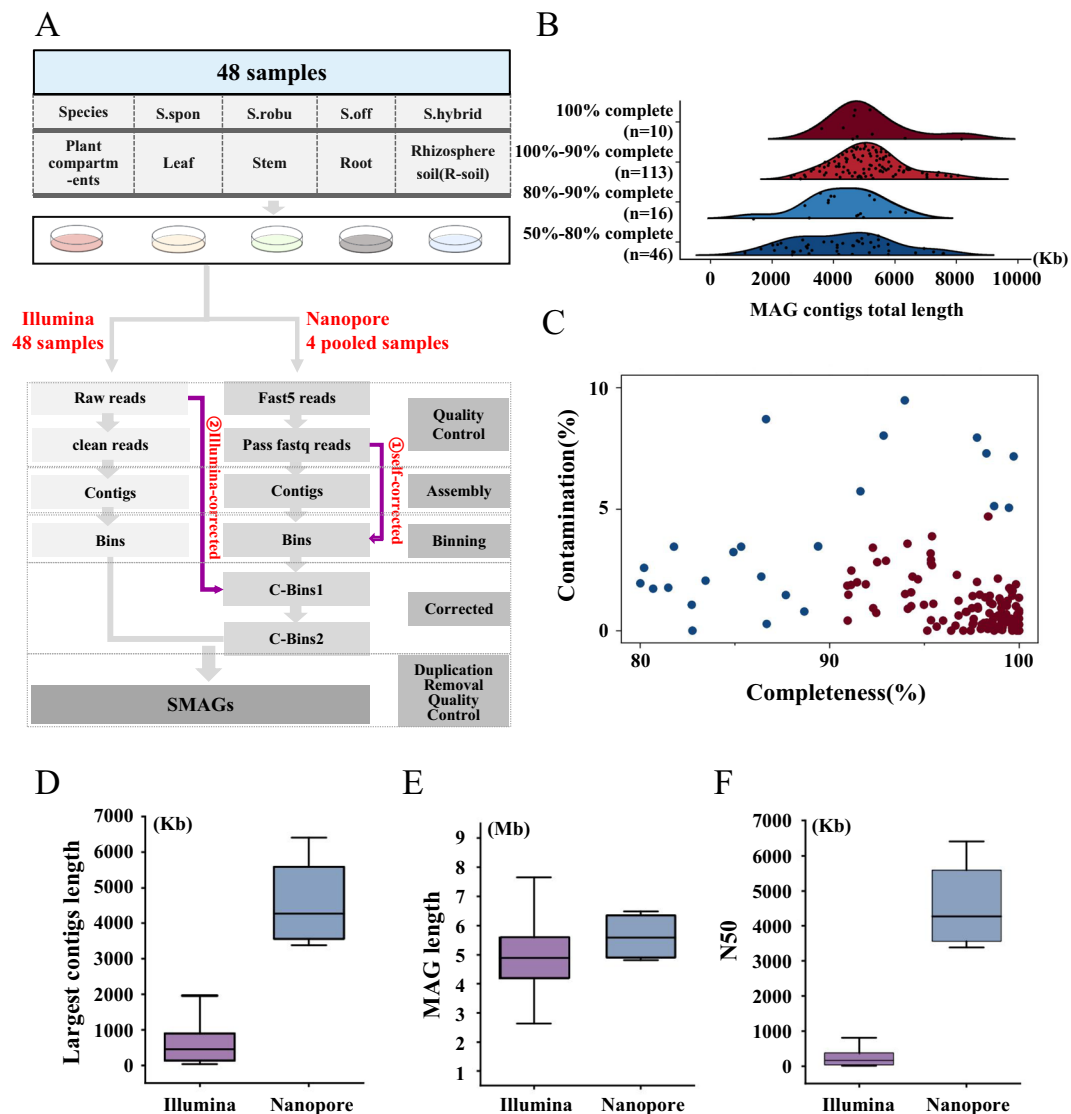 A
48 samples
Species S.spon S.robu S.off S.hybrid
Plant compartm -ents Leaf Stem Root Rhizosphere soil(R-soil)
Illumina
48 samples
Nanopore
4 pooled samples
Raw reads
Fast5 reads
Quality
Control
clean reads
Pass fastq reads
②Illumina-corrected
①self-corrected
Contigs
Contigs
Assembly
Bins
Bins
Binning
C-Bins1
Corrected
C-Bins2
SMAGs
Duplication
Removal
Quality
Control
B
100% complete
(n=10)
100%-90% complete
(n=113)
80%-90% complete
(n=16)
50%-80% complete
(n=46)
(Kb)
0 2000 4000 6000 8000 10000
MAG contigs total length
C
Contamination(%)
10
5
0
80 90 100
Completeness(%)
D
(Kb)
Largest contigs length
7000
6000
5000
4000
3000
2000
1000
0
Illumina Nanopore
E
(Mb)
MAG length
9
8
7
6
5
4
3
2
1
Illumina Nanopore
F
(Kb)
N50
7000
6000
5000
4000
3000
2000
1000
0
Illumina Nanopore